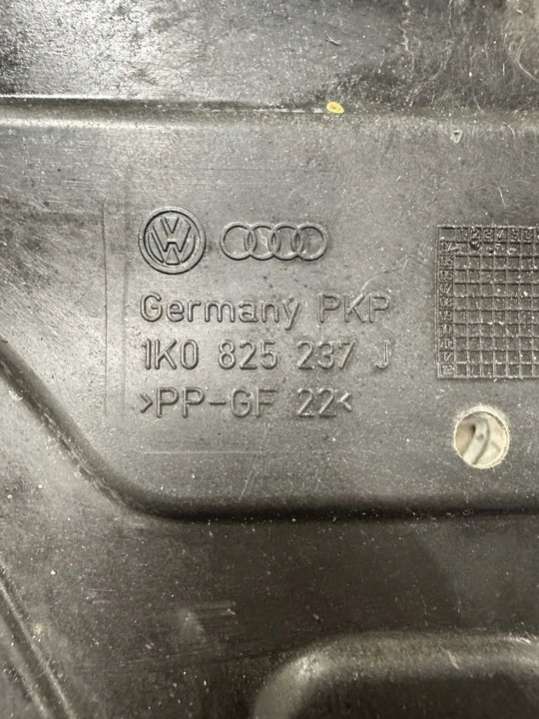 Germany PKP
1K0 825 237 J
>PP-GF 22<